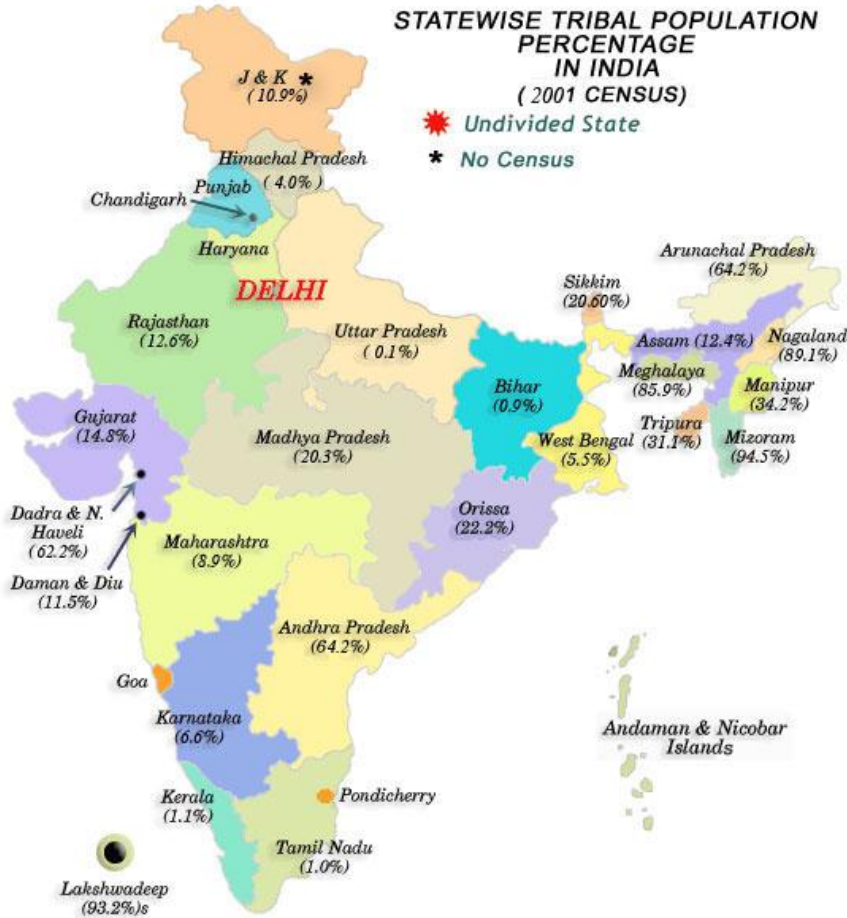 STATEWISE TRIBAL POPULATION
PERCENTAGE
IN INDIA
( 2001 CENSUS)
Undivided State
* No Census
J & K *
( 10.9%)
Himachal Pradesh
( 4.0% )
Punjab
Chandigarh
Haryana
DELHI
Rajasthan
(12.6%)
Uttar Pradesh
( 0.1%)
Sikkim
(20.60%)
Arunachal Pradesh
(64.2%)
Assam (12.4%)
Nagaland
(89.1%)
Meghalaya
(85.9%)
Manipur
(34.2%)
Tripura
(31.1%)
Mizoram
(94.5%)
Bihar
(0.9%)
West Bengal
(5.5%)
Gujarat
(14.8%)
Madhya Pradesh
(20.3%)
Orissa
(22.2%)
Dadra & N.
Haveli
(62.2%)
Daman & Diu
(11.5%)
Maharashtra
(8.9%)
Andhra Pradesh
(64.2%)
Goa
Karnataka
(6.6%)
Andaman & Nicobar
Islands
Kerala
(1.1%)
Pondicherry
Tamil Nadu
(1.0%)
Lakshwadeep
(93.2%)s